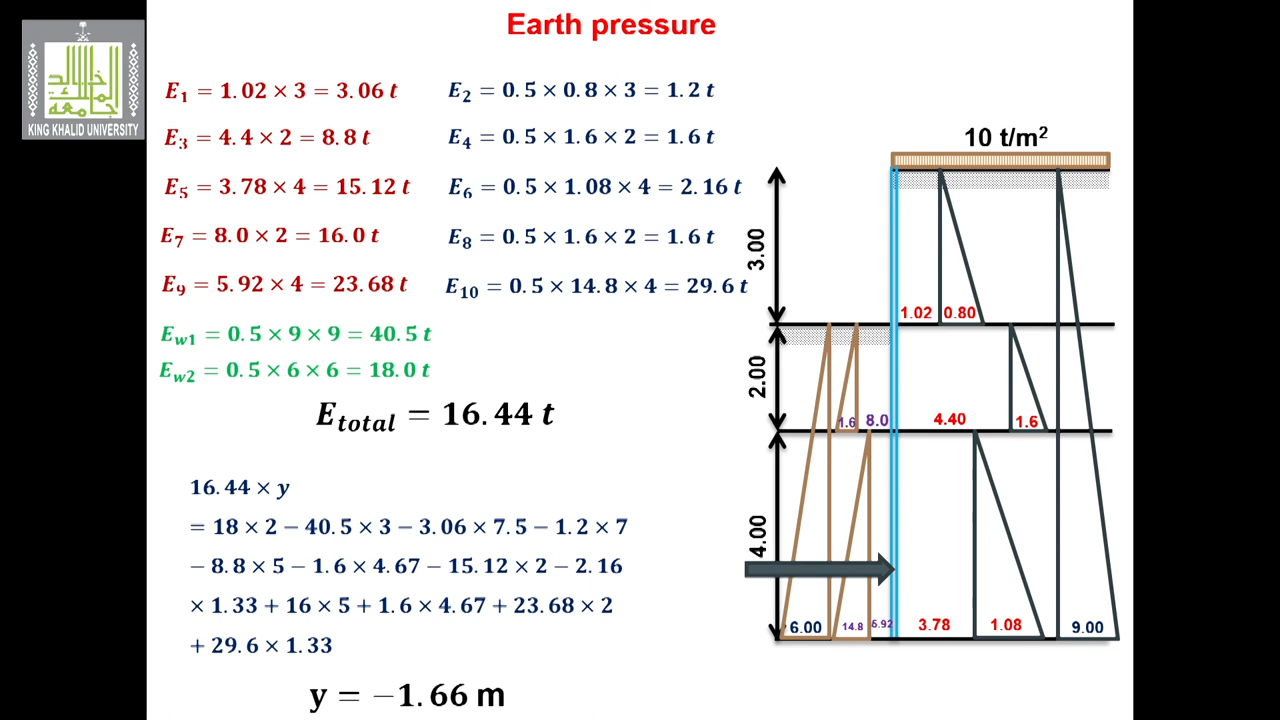 Earth pressure
خالد
الملك
جامعة
KING KHALID UNIVERSITY
E₁ = 1.02 × 3 = 3.06 t
E₂ = 0.5 × 0.8 × 3 = 1.2 t
E₃ = 4.4 × 2 = 8.8 t
E₄ = 0.5 × 1.6 × 2 = 1.6 t
E₅ = 3.78 × 4 = 15.12 t
E₆ = 0.5 × 1.08 × 4 = 2.16 t
E₇ = 8.0 × 2 = 16.0 t
E₈ = 0.5 × 1.6 × 2 = 1.6 t
E₉ = 5.92 × 4 = 23.68 t
E₁₀ = 0.5 × 14.8 × 4 = 29.6 t
E_w1 = 0.5 × 9 × 9 = 40.5 t
E_w2 = 0.5 × 6 × 6 = 18.0 t
E_total = 16.44 t
16.44 × y
= 18 × 2 − 40.5 × 3 − 3.06 × 7.5 − 1.2 × 7
− 8.8 × 5 − 1.6 × 4.67 − 15.12 × 2 − 2.16
× 1.33 + 16 × 5 + 1.6 × 4.67 + 23.68 × 2
+ 29.6 × 1.33
y = −1.66 m
10 t/m²
3.00
1.02 0.80
2.00
1.6 8.0 4.40 1.6
4.00
6.00 14.8 5.92 3.78 1.08 9.00